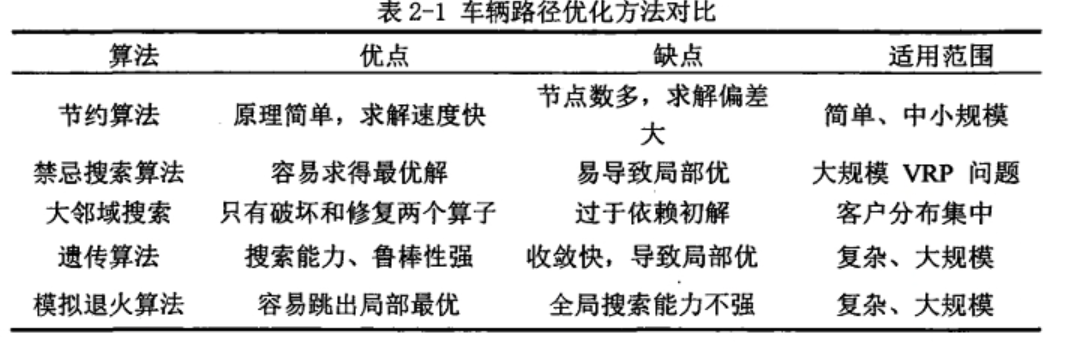 表 2-1 车辆路径优化方法对比
算法 优点 缺点 适用范围
节约算法 原理简单，求解速度快 节点数多，求解偏差大 简单、中小规模
禁忌搜索算法 容易求得最优解 易导致局部优 大规模 VRP 问题
大邻域搜索 只有破坏和修复两个算子 过于依赖初解 客户分布集中
遗传算法 搜索能力、鲁棒性强 收敛快，导致局部优 复杂、大规模
模拟退火算法 容易跳出局部最优 全局搜索能力不强 复杂、大规模